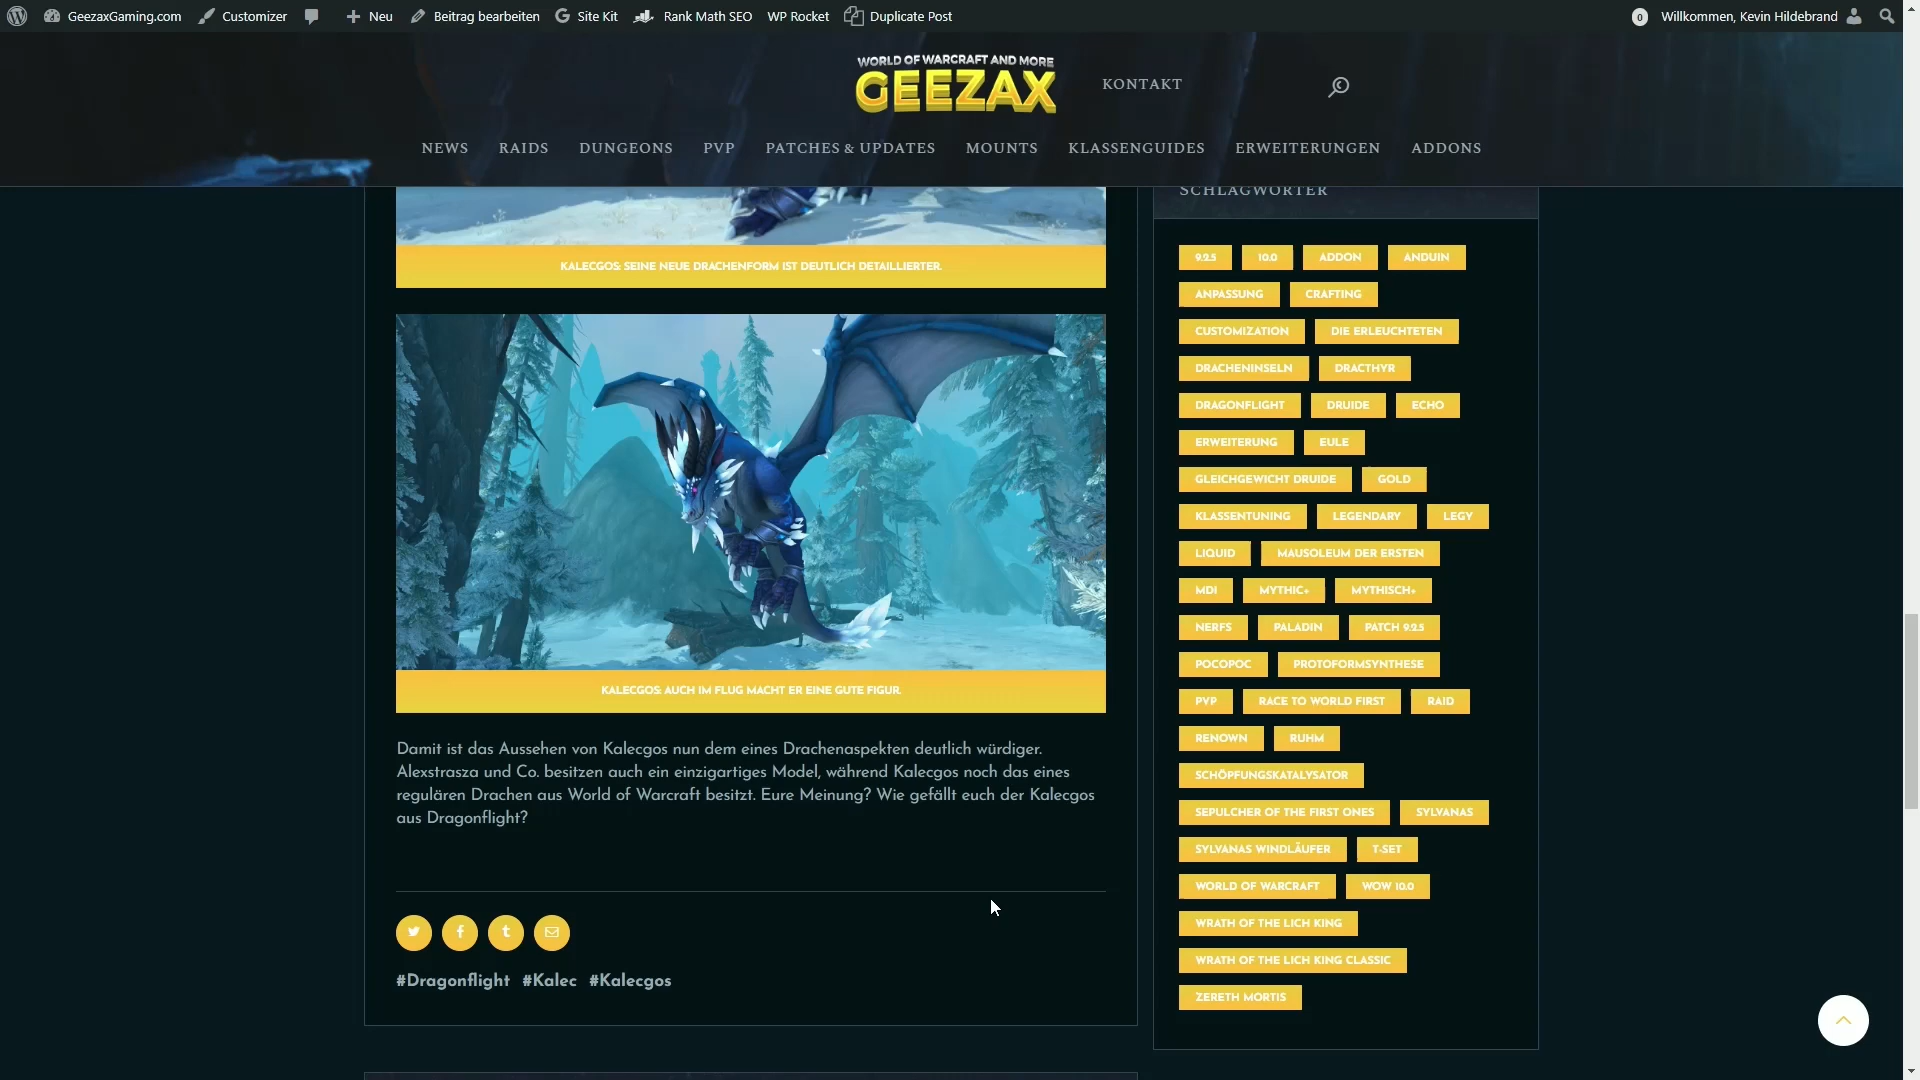 GeezaxGaming.com Customizer Neu Beitrag bearbeiten Site Kit Rank Math SEO WP Rocket Duplicate Post 0 Willkommen, Kevin Hildebrand
WORLD OF WARCRAFT AND MORE
GEEZAX
KONTAKT
NEWS RAIDS DUNGEONS PVP PATCHES & UPDATES MOUNTS KLASSENGUIDES ERWEITERUNGEN ADDONS
KALECGOS: SEINE NEUE DRACHENFORM IST DEUTLICH DETAILLIERTER.
KALECGOS: AUCH IM FLUG MACHT ER EINE GUTE FIGUR.
Damit ist das Aussehen von Kalecgos nun dem eines Drachenaspekten deutlich würdiger.
Alexstrasza und Co. besitzen auch ein einzigartiges Model, während Kalecgos noch das eines
regulären Drachen aus World of Warcraft besitzt. Eure Meinung? Wie gefällt euch der Kalecgos
aus Dragonflight?
#Dragonflight #Kalec #Kalecgos
SCHLAGWÖRTER
9.2.5 10.0 ADDON ANDUIN
ANPASSUNG CRAFTING
CUSTOMIZATION DIE ERLEUCHTETEN
DRACHENINSELN DRACTHYR
DRAGONFLIGHT DRUIDE ECHO
ERWEITERUNG EULE
GLEICHGEWICHT DRUIDE GOLD
KLASSENTUNING LEGENDARY LEGY
LIQUID MAUSOLEUM DER ERSTEN
MDI MYTHIC+ MYTHISCH+
NERFS PALADIN PATCH 9.2.5
POCOPOC PROTOFORMSYNTHESE
PVP RACE TO WORLD FIRST RAID
RENOWN RUHM
SCHÖPFUNGSKATALYSATOR
SEPULCHER OF THE FIRST ONES SYLVANAS
SYLVANAS WINDLÄUFER T-SET
WORLD OF WARCRAFT WOW 10.0
WRATH OF THE LICH KING
WRATH OF THE LICH KING CLASSIC
ZERETH MORTIS